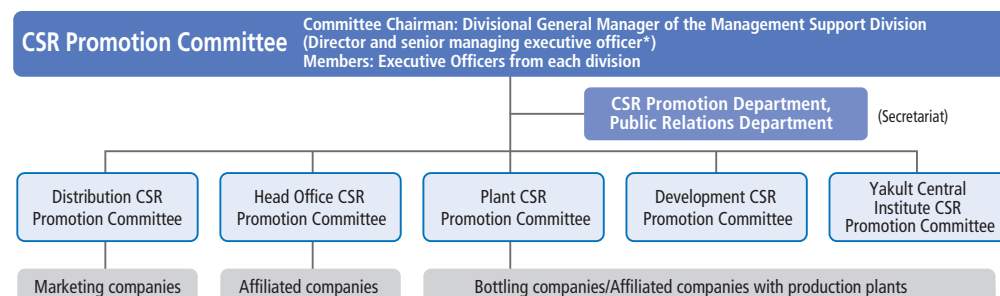 CSR Promotion Committee
Committee Chairman: Divisional General Manager of the Management Support Division
(Director and senior managing executive officer*)
Members: Executive Officers from each division
CSR Promotion Department,
Public Relations Department
(Secretariat)
Distribution CSR
Promotion Committee
Head Office CSR
Promotion Committee
Plant CSR
Promotion Committee
Development CSR
Promotion Committee
Yakult Central
Institute CSR
Promotion Committee
Marketing companies
Affiliated companies
Bottling companies/Affiliated companies with production plants